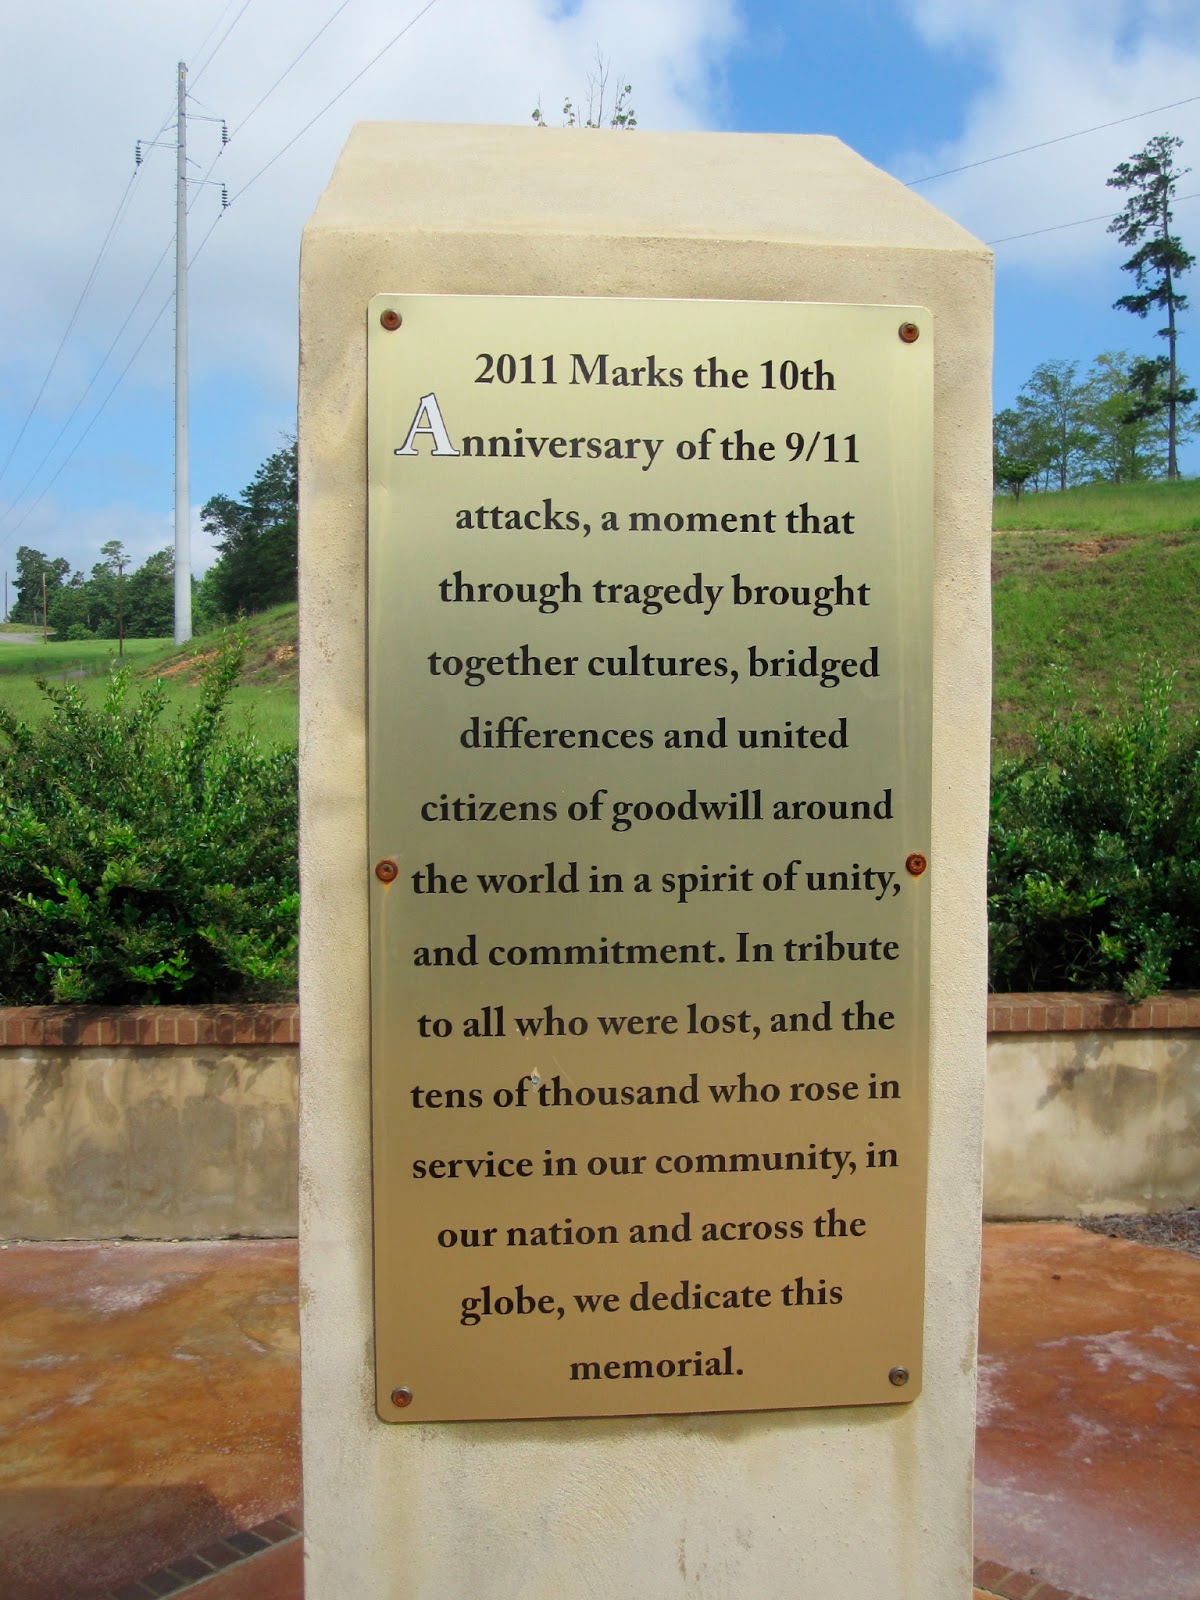 2011 Marks the 10th
Anniversary of the 9/11
attacks, a moment that
through tragedy brought
together cultures, bridged
differences and united
citizens of goodwill around
the world in a spirit of unity,
and commitment. In tribute
to all who were lost, and the
tens of thousand who rose in
service in our community, in
our nation and across the
globe, we dedicate this
memorial.